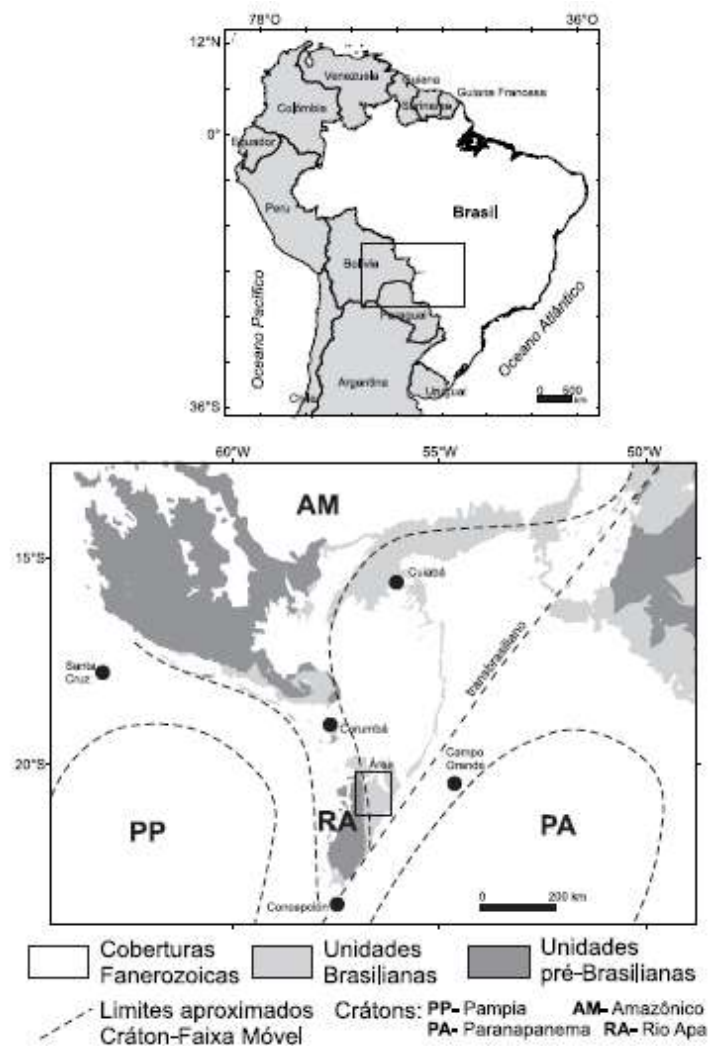 78°O 36°O
12°N
Venezuela
Guiana
Guiana Francesa
Suriname
Colômbia
0°
Equador
Peru
Brasil
Bolivia
Oceano Pacífico
Paraguai
Oceano Atlântico
Argentina
Uruguai
Chile
0 500
km
36°S
60°W 55°W 50°W
AM
15°S
Cuiabá
transbrasiliano
Santa
Cruz
Corumbá
Campo
Grande
20°S
Área
PP
RA
PA
0 200 km
Concepción
Coberturas
Fanerozoicas
Unidades
Brasilianas
Unidades
pré-Brasilianas
Limites aproximados
Cráton-Faixa Móvel
Crátons: PP- Pampia AM- Amazônico
PA- Paranapanema RA- Rio Apa